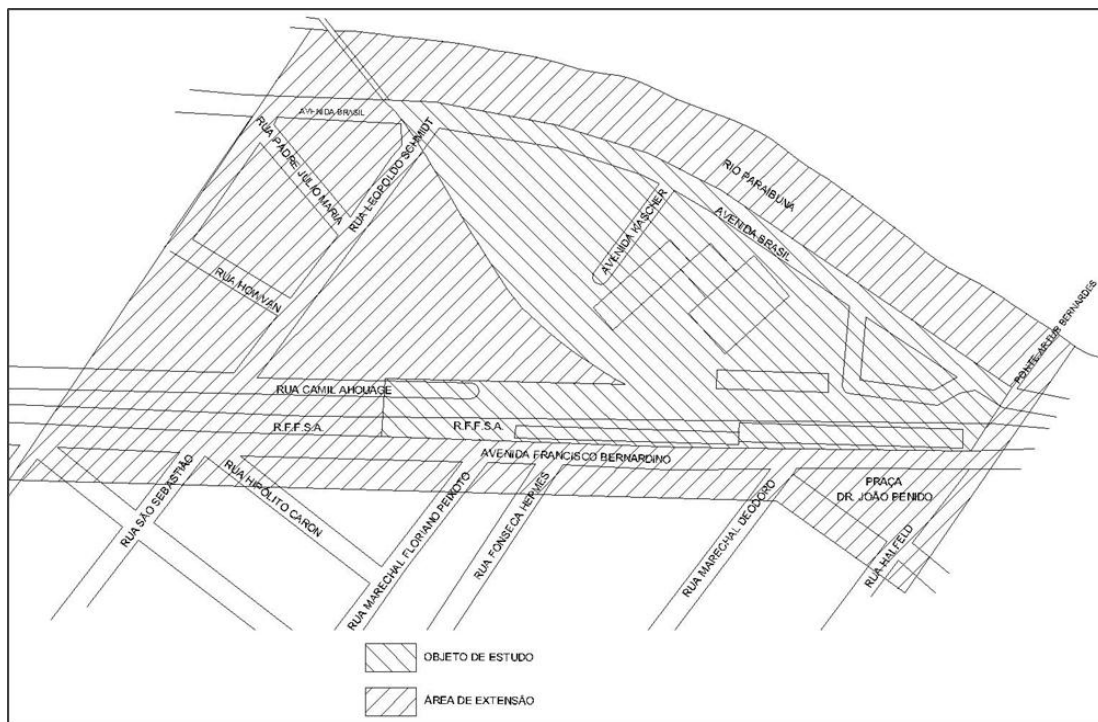 AVENIDA BRASIL
RUA PADRE JULIO MARIA
RUA LEOPOLDO SCHMIDT
RIO PARAIBUNA
AVENIDA KASCHER
AVENIDA BRASIL
RUA HOWIAN
PONTE ARTUR BERNARDES
RUA CAMIL AHOUAGE
R.F.F.S.A.
R.F.F.S.A.
AVENIDA FRANCISCO BERNARDINO
RUA SÃO SEBASTIÃO
RUA HIPÓLITO CARON
RUA MARECHAL FLORIANO PEIXOTO
RUA FONSECA HERMES
RUA MARECHAL DEODORO
PRAÇA
DR. JOÃO PENIDO
RUA HALFELD
OBJETO DE ESTUDO
ÁREA DE EXTENSÃO